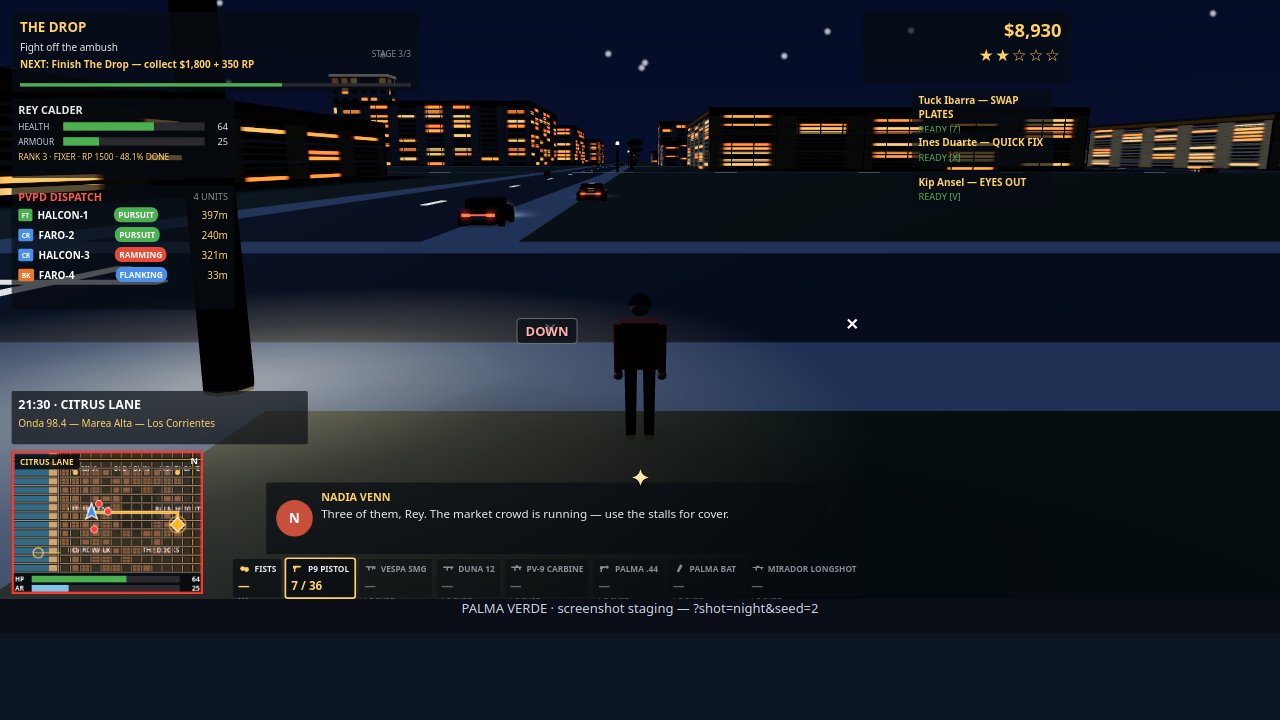 THE DROP
Fight off the ambush
STAGE 3/3
NEXT: Finish The Drop — collect $1,800 + 350 RP
$8,930
★★☆☆☆
REY CALDER
HEALTH 64
ARMOUR 25
RANK 3 · FIXER · RP 1500 · 48.1% DONE
Tuck Ibarra — SWAP
PLATES
READY [Z]
Ines Duarte — QUICK FIX
READY [X]
Kip Ansel — EYES OUT
READY [V]
PVPD DISPATCH 4 UNITS
FT HALCON-1 PURSUIT 397m
CR FARO-2 PURSUIT 240m
CR HALCON-3 RAMMING 321m
BK FARO-4 FLANKING 33m
DOWN
21:30 · CITRUS LANE
Onda 98.4 — Marea Alta — Los Corrientes
CITRUS LANE N
HP 64
AR 25
NADIA VENN
N
Three of them, Rey. The market crowd is running — use the stalls for cover.
FISTS
—
P9 PISTOL
7 / 36
VESPA SMG
—
DUNA 12
—
PV-9 CARBINE
—
PALMA .44
—
PALMA BAT
—
MIRADOR LONGSHOT
—
PALMA VERDE · screenshot staging — ?shot=night&seed=2